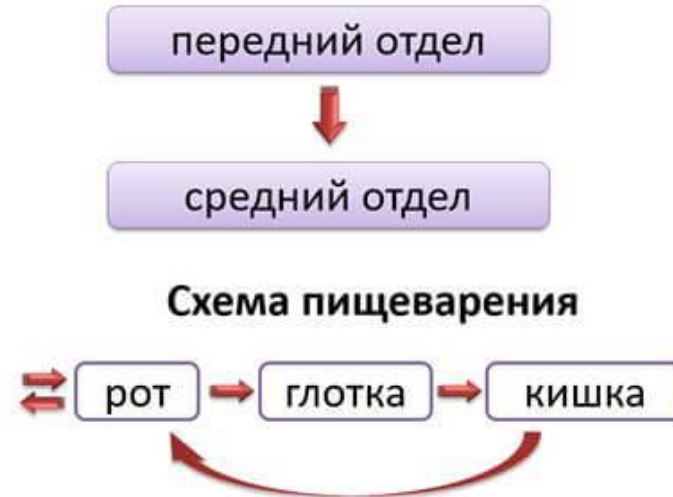 передний отдел
средний отдел
Схема пищеварения
рот глотка кишка